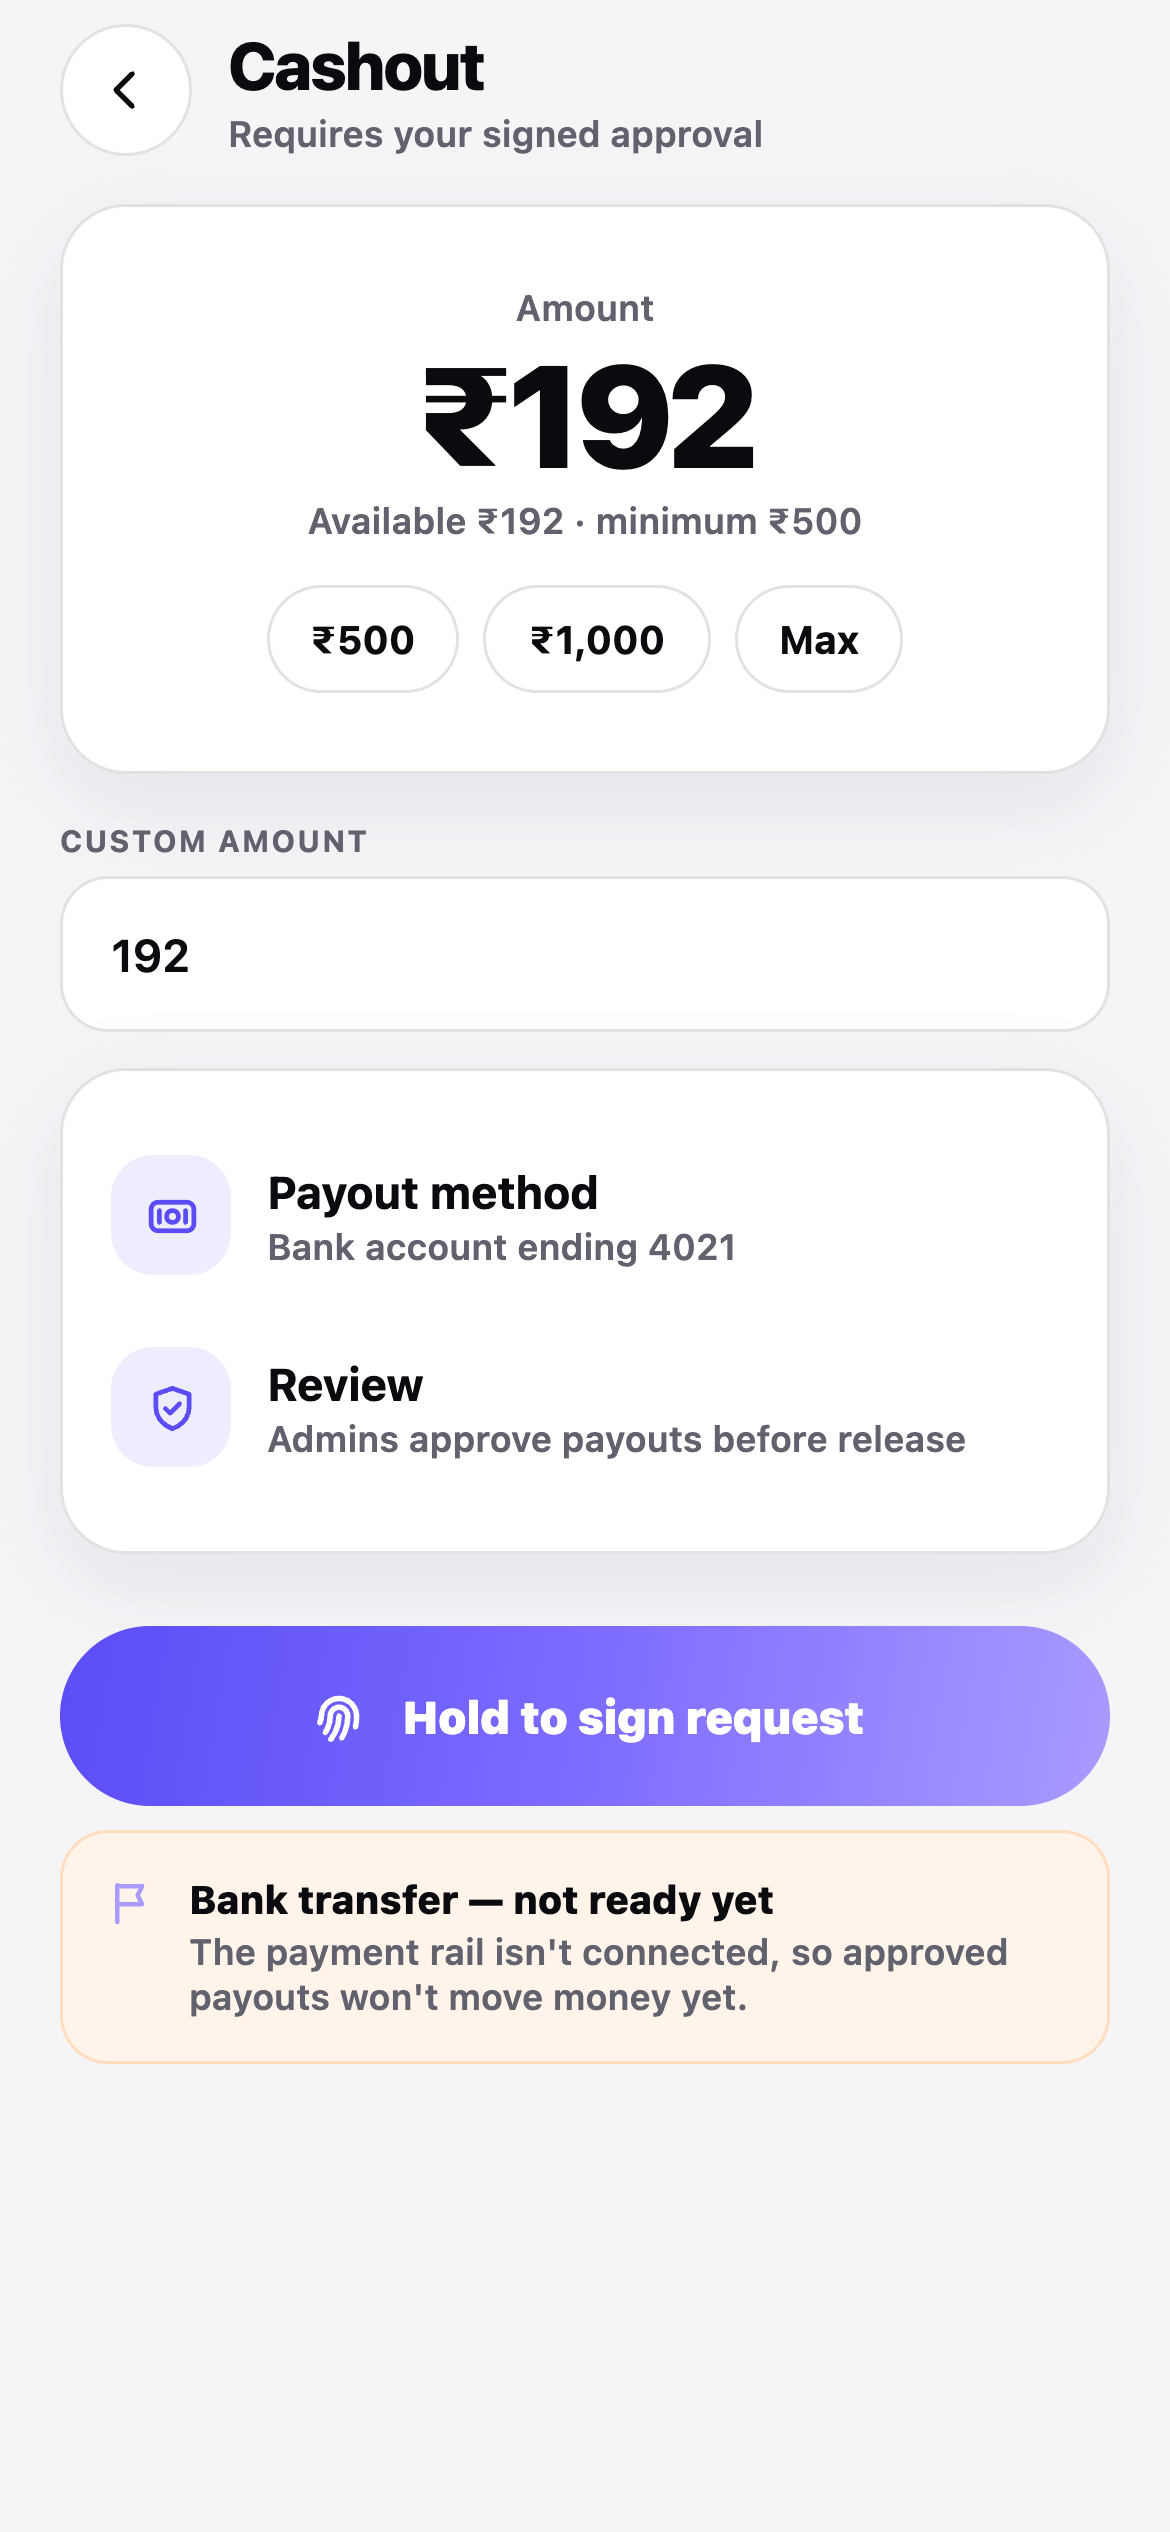 Cashout
Requires your signed approval
Amount
₹192
Available ₹192 · minimum ₹500
₹500
₹1,000
Max
CUSTOM AMOUNT
192
Payout method
Bank account ending 4021
Review
Admins approve payouts before release
Hold to sign request
Bank transfer — not ready yet
The payment rail isn't connected, so approved
payouts won't move money yet.